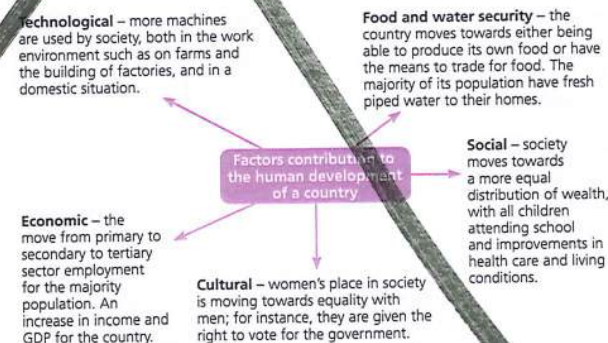 Technological – more machines
are used by society, both in the work
environment such as on farms and
the building of factories, and in a
domestic situation.
Food and water security – the
country moves towards either being
able to produce its own food or have
the means to trade for food. The
majority of its population have fresh
piped water to their homes.
Factors contributing to
the human development
of a country
Social – society
moves towards
a more equal
distribution of wealth,
with all children
attending school
and improvements in
health care and living
conditions.
Economic – the
move from primary to
secondary to tertiary
sector employment
for the majority
population. An
increase in income and
GDP for the country.
Cultural – women's place in society
is moving towards equality with
men; for instance, they are given the
right to vote for the government.